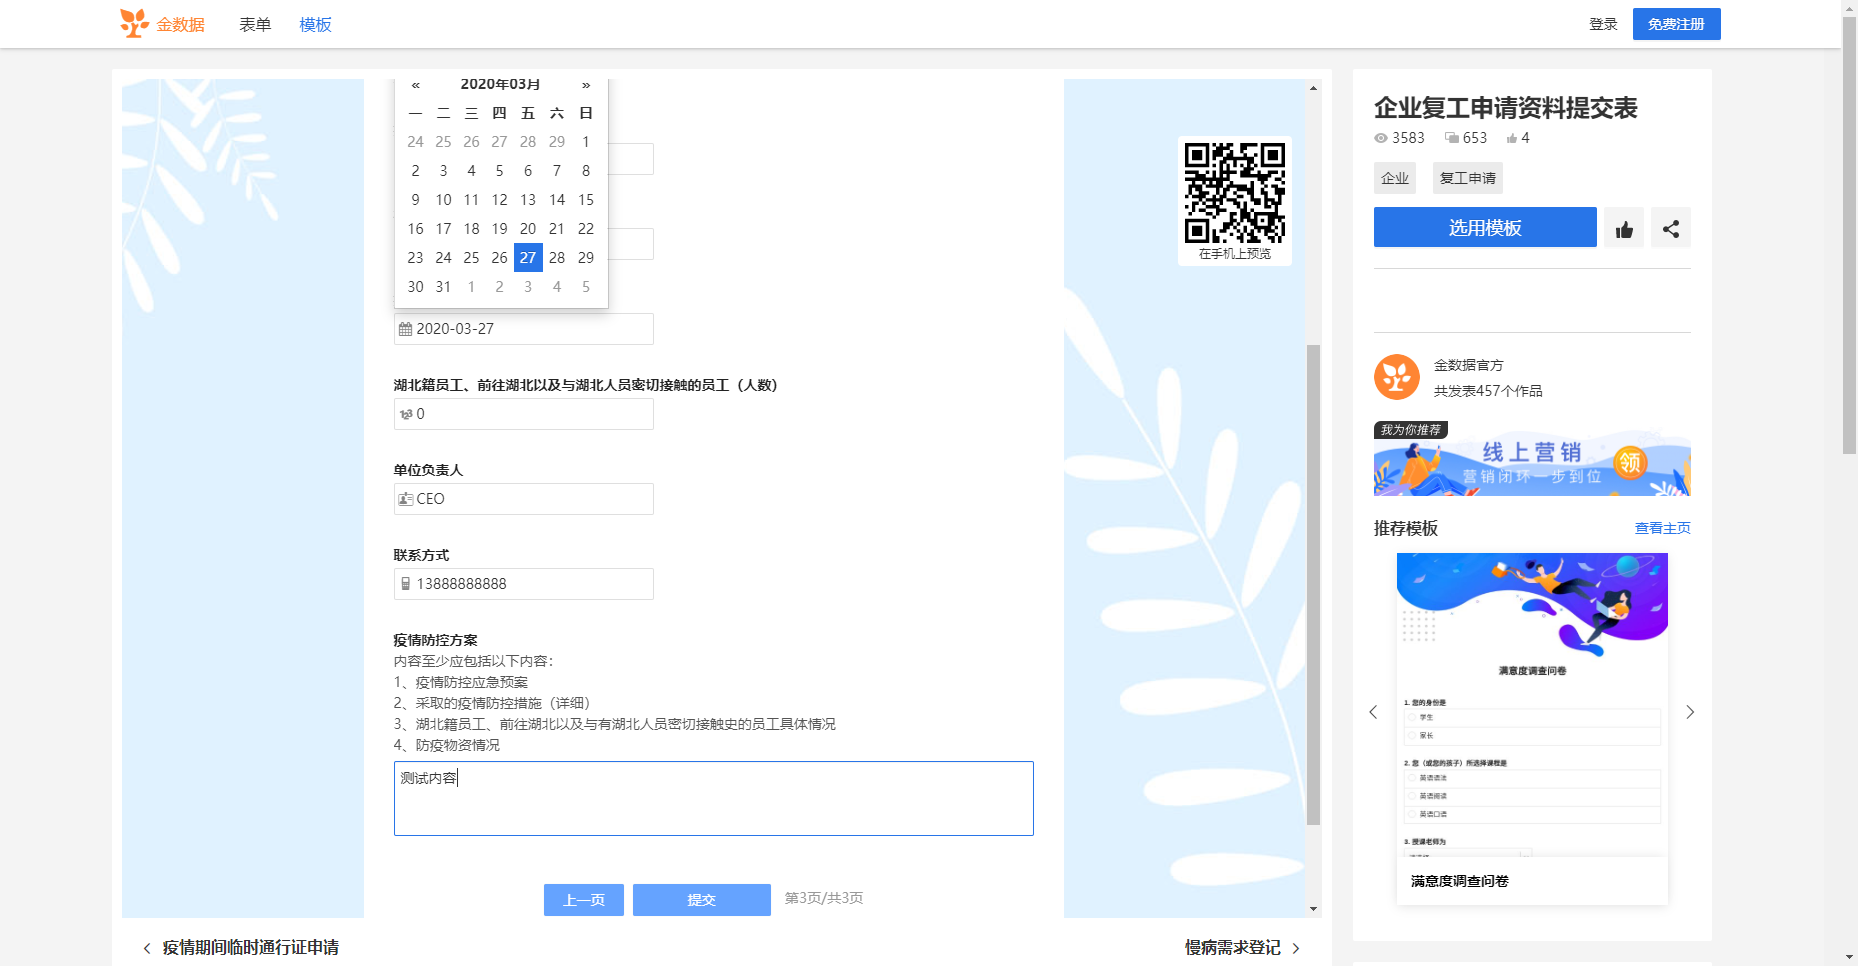 金数据
表单
模板
登录
免费注册
« 2020年03月 »
一 二 三 四 五 六 日
24 25 26 27 28 29 1
2 3 4 5 6 7 8
9 10 11 12 13 14 15
16 17 18 19 20 21 22
23 24 25 26 27 28 29
30 31 1 2 3 4 5
2020-03-27
湖北籍员工、前往湖北以及与湖北人员密切接触的员工（人数）
0
单位负责人
CEO
联系方式
13888888888
疫情防控方案
内容至少应包括以下内容：
1、疫情防控应急预案
2、采取的疫情防控措施（详细）
3、湖北籍员工、前往湖北以及与有湖北人员密切接触史的员工具体情况
4、防疫物资情况
测试内容
上一页
提交
第3页/共3页
在手机上预览
疫情期间临时通行证申请
慢病需求登记
企业复工申请资料提交表
3583 653 4
企业 复工申请
选用模板
金数据官方
共发表457个作品
我为你推荐
线上营销
营销闭环一步到位
领
推荐模板
查看主页
满意度调查问卷
1. 您的身份是
学生
家长
2. 您（或您的孩子）所选择课程是
英语语法
英语阅读
英语口语
3. 授课老师为
满意度调查问卷